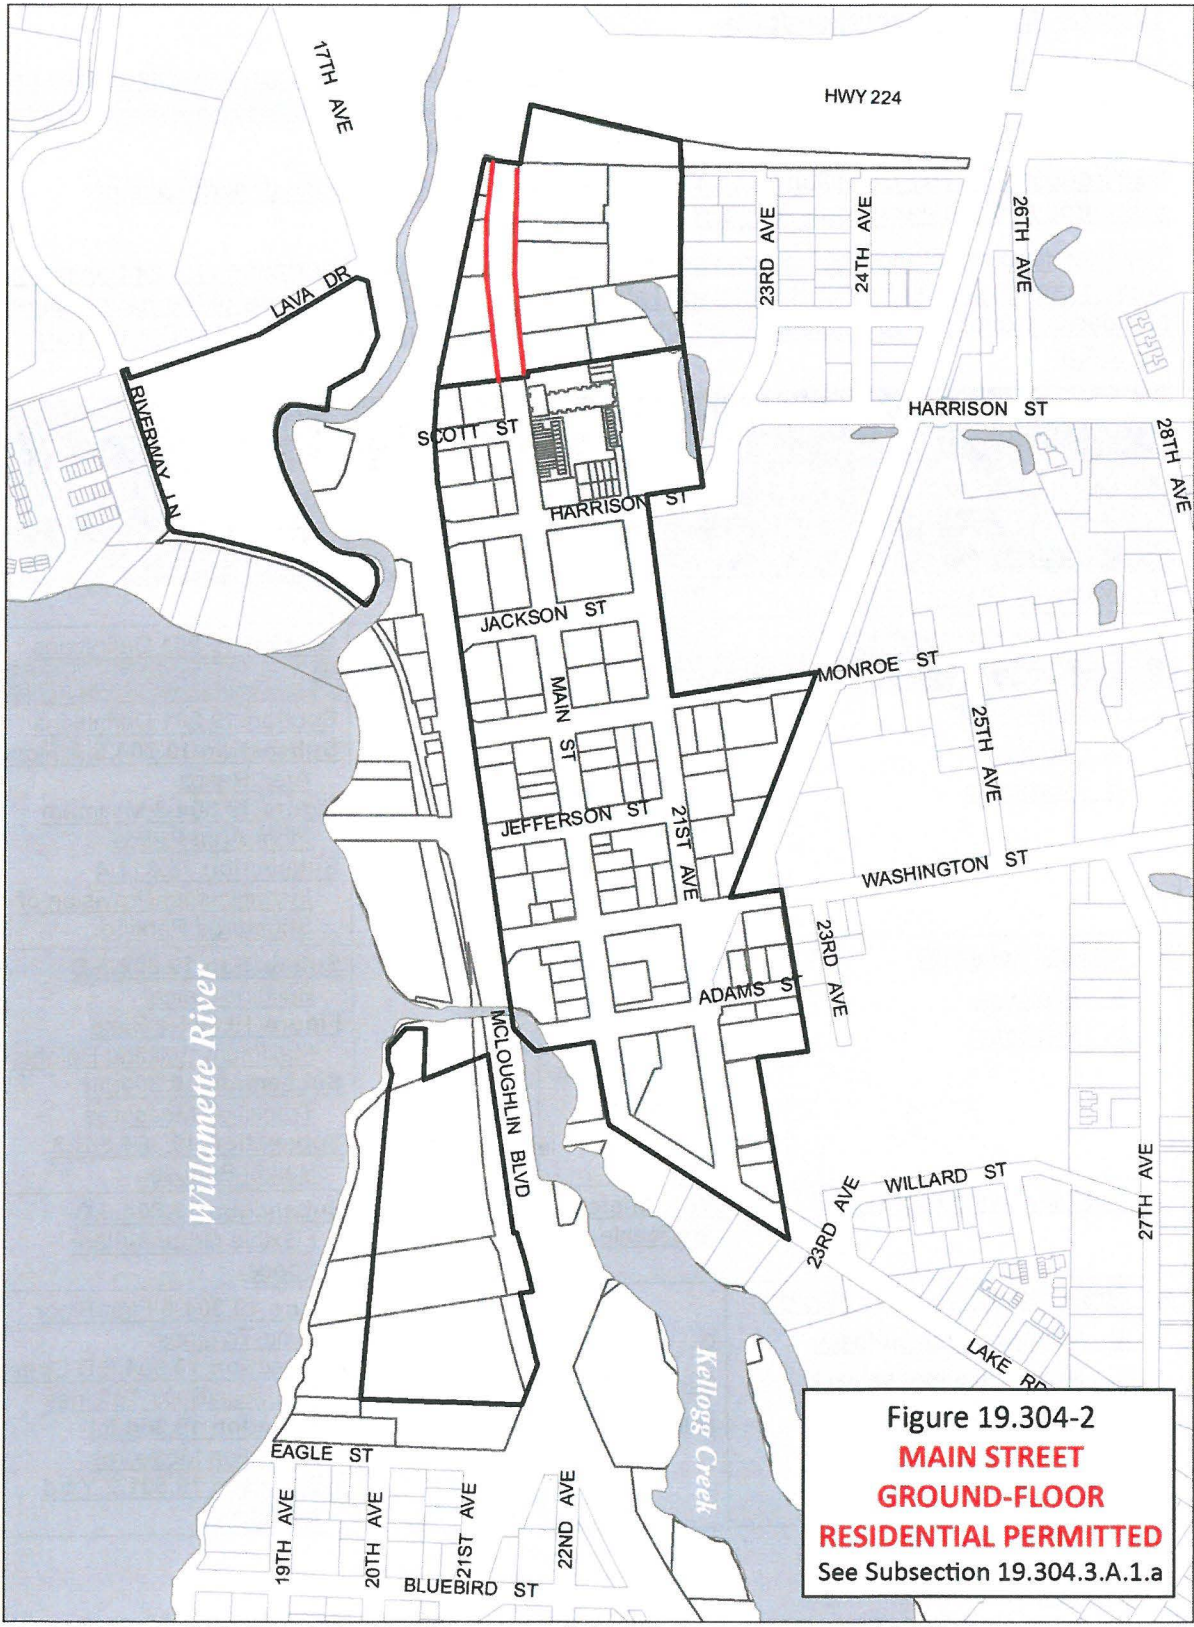 17TH AVE
HWY 224
23RD AVE
24TH AVE
26TH AVE
LAVA DR
RIVERWAY LN
SCOTT ST
HARRISON ST
28TH AVE
HARRISON ST
JACKSON ST
MAIN ST
MONROE ST
25TH AVE
JEFFERSON ST
21ST AVE
WASHINGTON ST
23RD AVE
ADAMS ST
Willamette River
MCLOUGHLIN BLVD
23RD AVE
WILLARD ST
27TH AVE
LAKE RD
Kellogg Creek
EAGLE ST
19TH AVE
20TH AVE
21ST AVE
22ND AVE
BLUEBIRD ST
Figure 19.304-2
MAIN STREET
GROUND-FLOOR
RESIDENTIAL PERMITTED
See Subsection 19.304.3.A.1.a